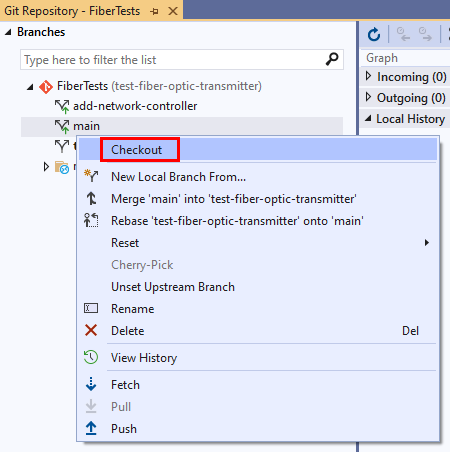 Git Repository - FiberTests
Branches
Type here to filter the list
FiberTests (test-fiber-optic-transmitter)
add-network-controller
main
Checkout
New Local Branch From...
Merge 'main' into 'test-fiber-optic-transmitter'
Rebase 'test-fiber-optic-transmitter' onto 'main'
Reset
Cherry-Pick
Unset Upstream Branch
Rename
Delete Del
View History
Fetch
Pull
Push
Graph
Incoming (0)
Outgoing (0)
Local History